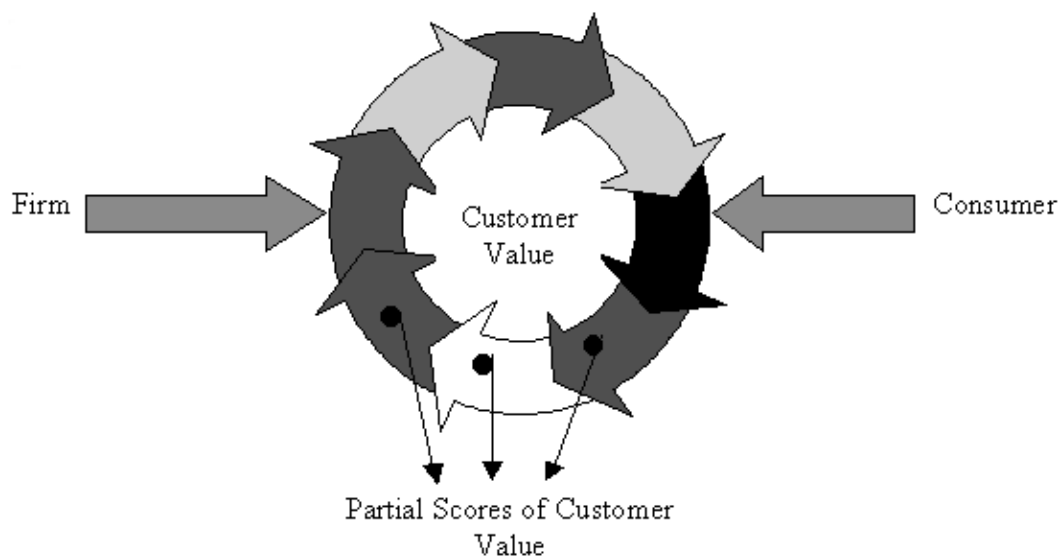 Firm
Consumer
Customer
Value
Partial Scores of Customer
Value